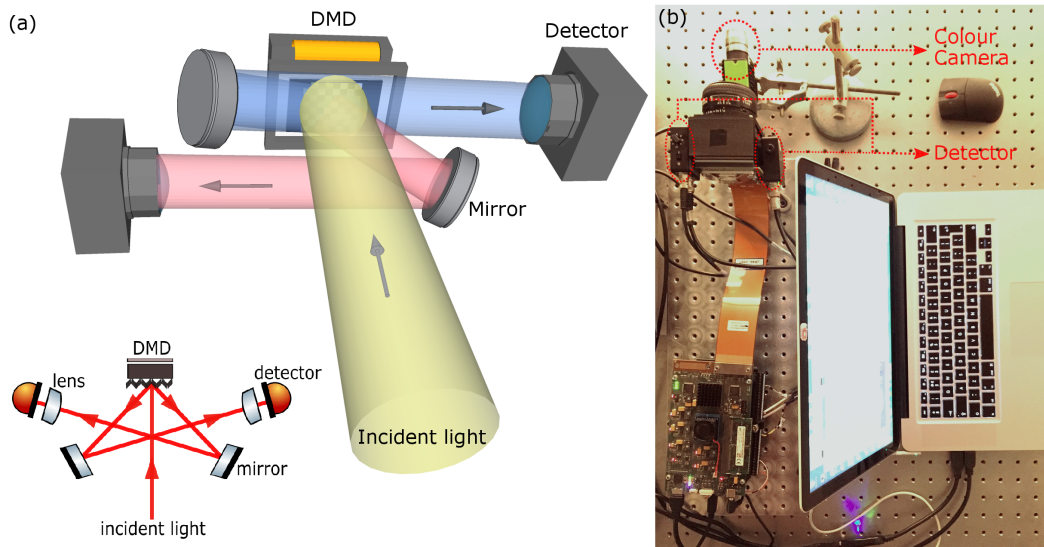 (a)
DMD
Detector
Mirror
Incident light
DMD
lens
detector
mirror
incident light
(b)
Colour
Camera
Detector